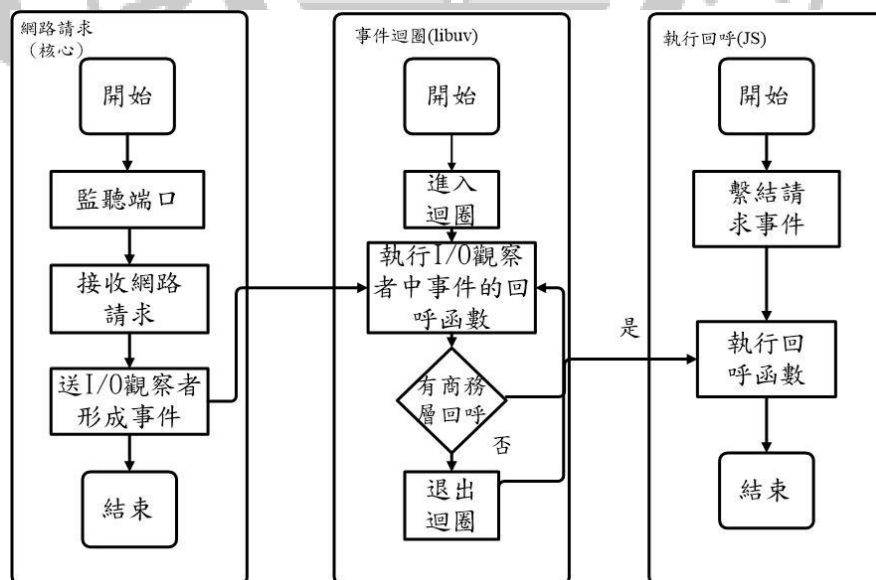 網路請求
（核心）
開始
監聽端口
接收網路
請求
送I/O觀察者
形成事件
結束
事件迴圈(libuv)
開始
進入
迴圈
執行I/O觀察
者中事件的回
呼函數
有商務
層回呼
是
否
退出
迴圈
執行回呼(JS)
開始
繫結請
求事件
執行回
呼函數
結束